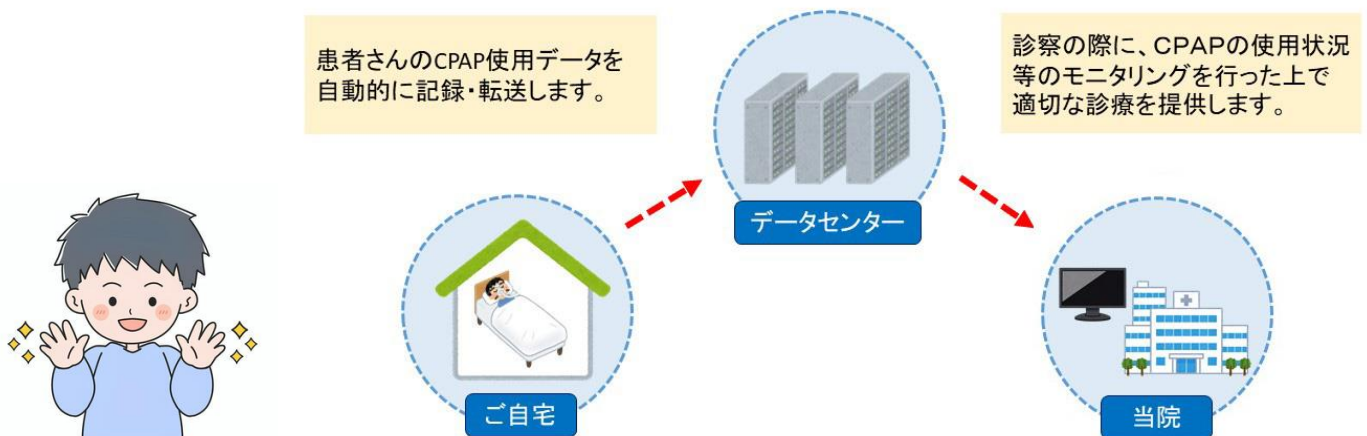 患者さんのCPAP使用データを
自動的に記録・転送します。
診察の際に、ＣＰＡＰの使用状況
等のモニタリングを行った上で
適切な診療を提供します。
データセンター
ご自宅
当院